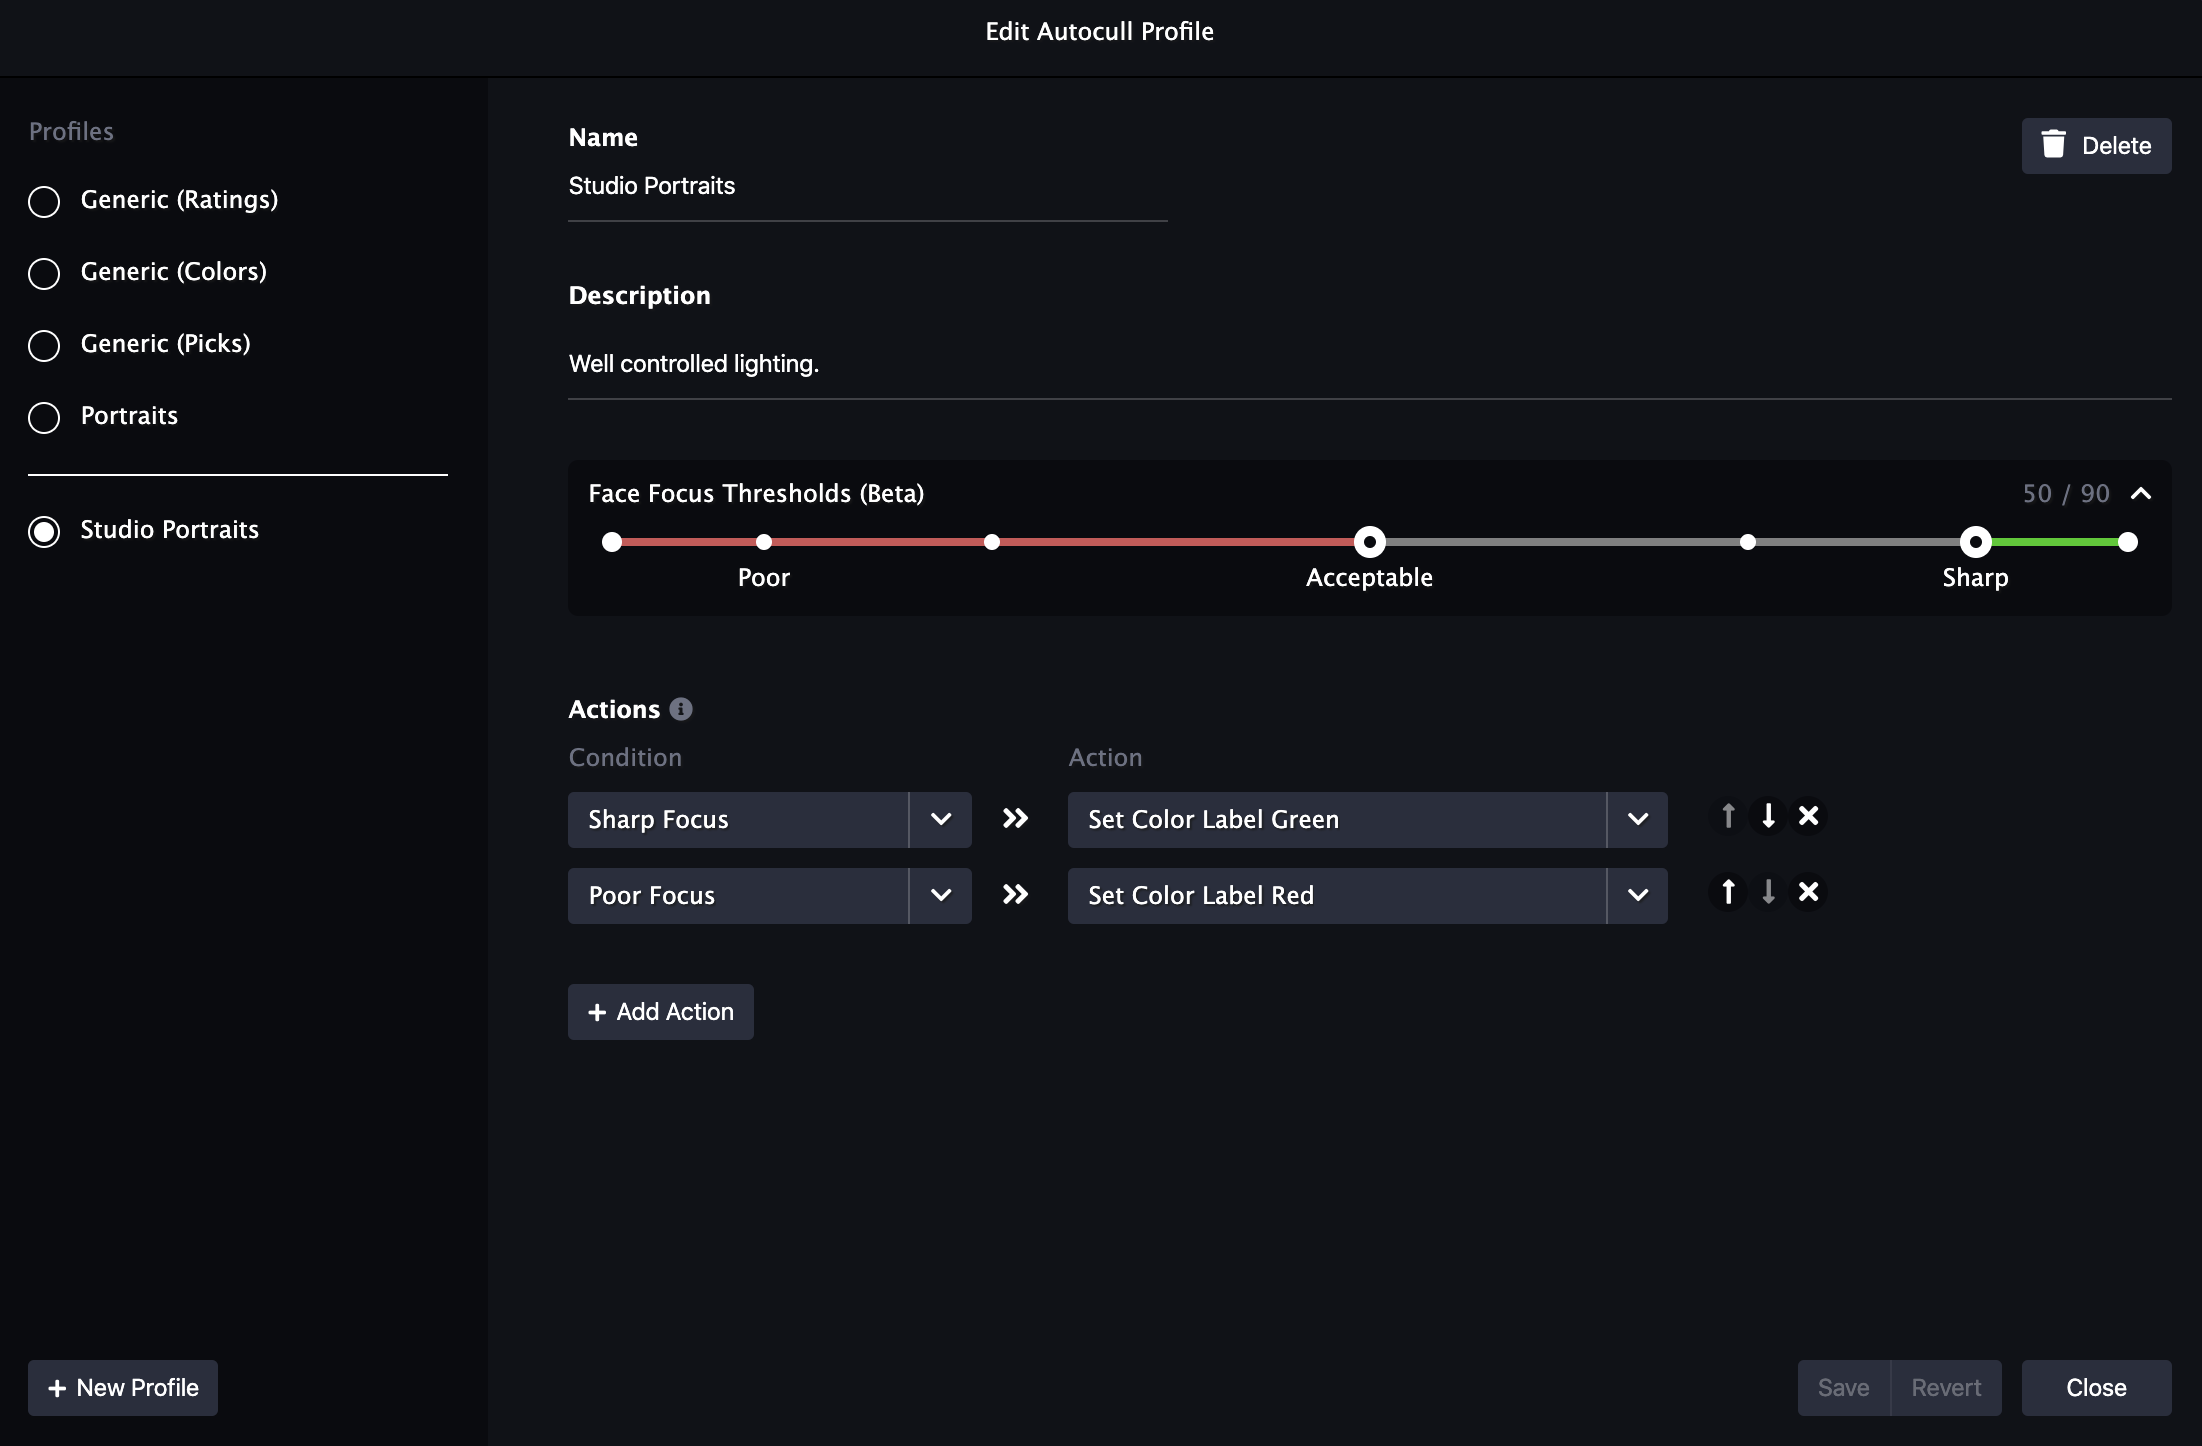 Edit Autocull Profile
Profiles
Generic (Ratings)
Generic (Colors)
Generic (Picks)
Portraits
Studio Portraits
New Profile
Name
Studio Portraits
Delete
Description
Well controlled lighting.
Face Focus Thresholds (Beta)
50 / 90
Poor
Acceptable
Sharp
Actions
Condition
Action
Sharp Focus
Set Color Label Green
Poor Focus
Set Color Label Red
Add Action
Save
Revert
Close